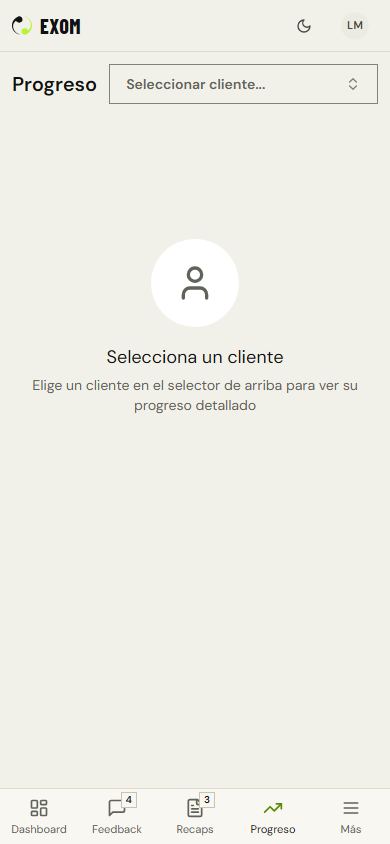 EXOM
LM
Progreso
Seleccionar cliente...
Selecciona un cliente
Elige un cliente en el selector de arriba para ver su
progreso detallado
4
3
Dashboard
Feedback
Recaps
Progreso
Más